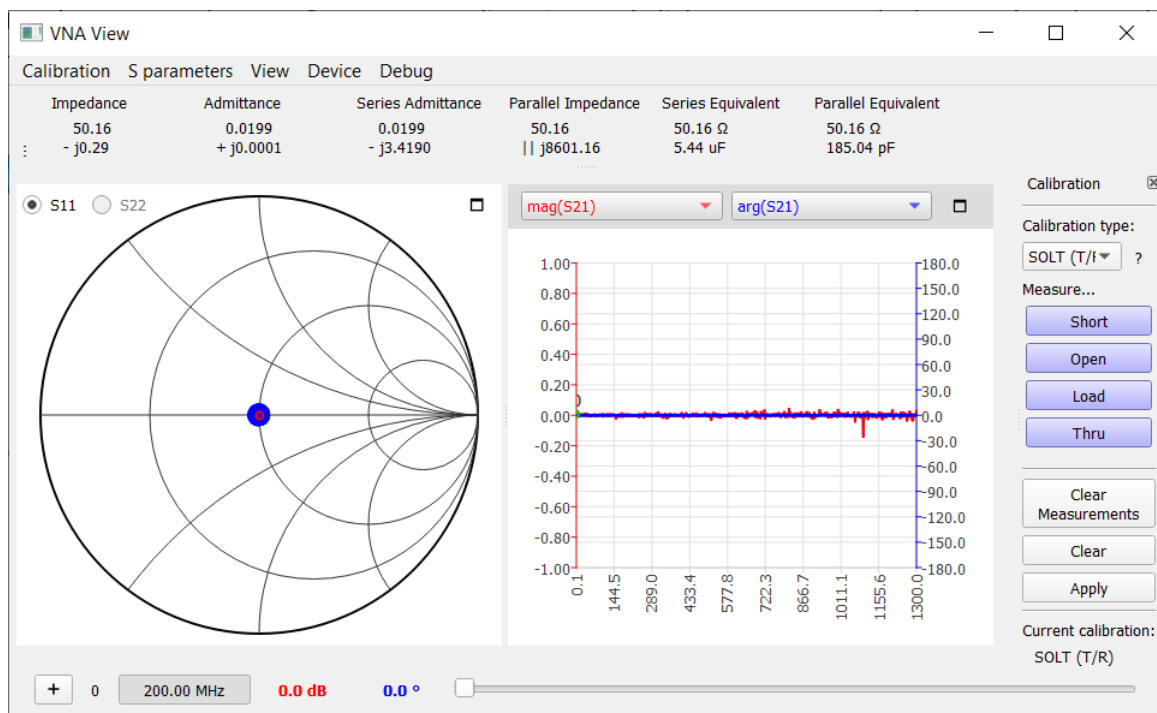 VNA View
Calibration S parameters View Device Debug
Impedance Admittance Series Admittance Parallel Impedance Series Equivalent Parallel Equivalent
50.16 0.0199 0.0199 50.16 50.16 Ω 50.16 Ω
- j0.29 + j0.0001 - j3.4190 || j8601.16 5.44 uF 185.04 pF
S11 S22
mag(S21) arg(S21)
1.00
0.80
0.60
0.40
0.20
0.00
-0.20
-0.40
-0.60
-0.80
-1.00
180.0
150.0
120.0
90.0
60.0
30.0
0.0
-30.0
-60.0
-90.0
-120.0
-150.0
-180.0
0.1 144.5 289.0 433.4 577.8 722.3 866.7 1011.1 1155.6 1300.0
Calibration
Calibration type:
SOLT (T/ ?
Measure...
Short
Open
Load
Thru
Clear
Measurements
Clear
Apply
Current calibration:
SOLT (T/R)
+ 0 200.00 MHz 0.0 dB 0.0 °